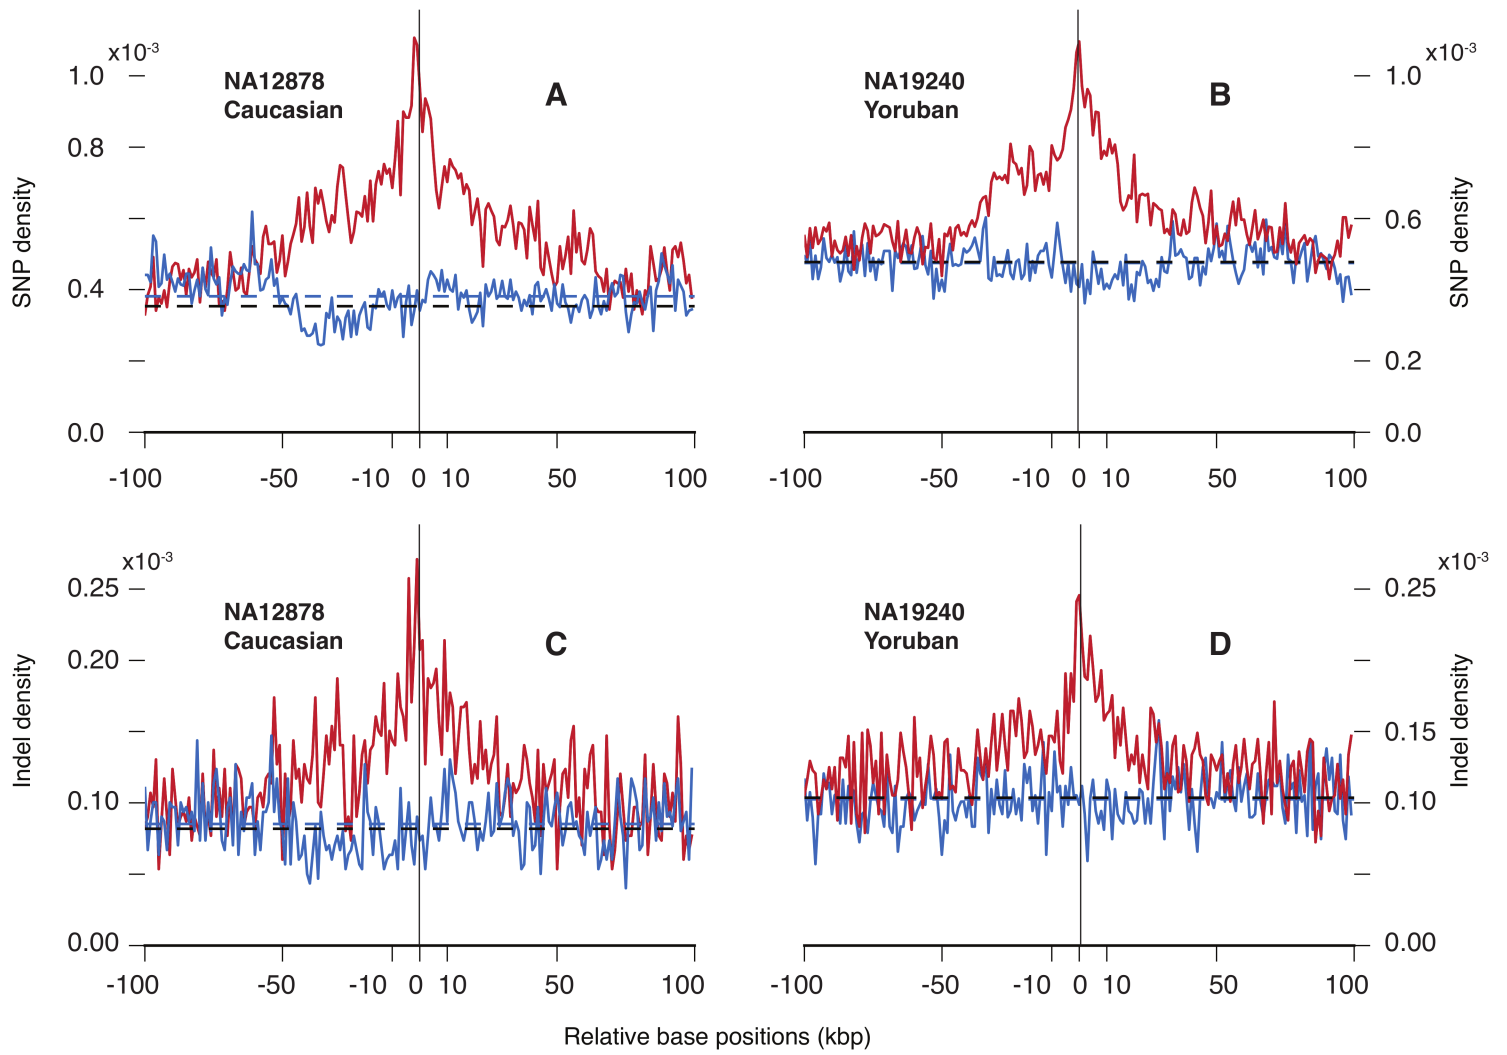 x10-3
NA12878
Caucasian
A
1.0
0.8
0.4
0.0
SNP density
-100 -50 -10 0 10 50 100
x10-3
NA19240
Yoruban
B
1.0
0.6
0.2
0.0
SNP density
-100 -50 -10 0 10 50 100
x10-3
NA12878
Caucasian
C
0.25
0.20
0.10
0.00
Indel density
-100 -50 -10 0 10 50 100
x10-3
NA19240
Yoruban
D
0.25
0.15
0.10
0.00
Indel density
-100 -50 -10 0 10 50 100
Relative base positions (kbp)